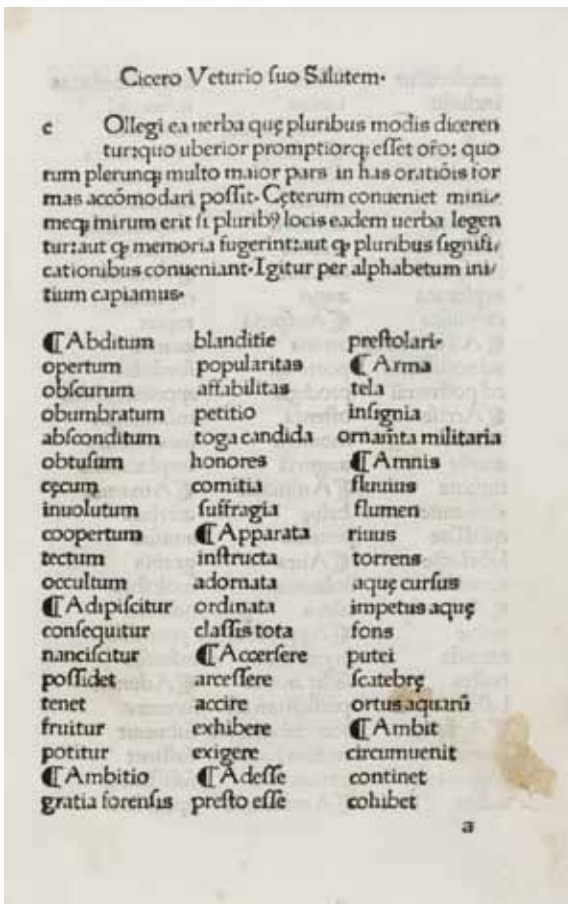 Cicero Veturio ſuo Salutem.
c Ollegi ea uerba quę pluribus modis diceren
tur:quo uberior promptiorq; eſſet oŕo: quo
rum plerunq; multo maior pars in has oratiōis for
mas accōmodari poſſit. Cęterum conueniet mini⸗
meq; mirum erit ſi pluribꝰ locis eadem uerba legen
tur:aut ꝙ memoria fugerint:aut ꝙ pluribus ſignifi⸗
cationibus conueniant. Igitur per alphabetum ini⸗
tium capiamus.
¶Abditum
opertum
obſcurum
obumbratum
abſconditum
obtuſum
cęcum
inuolutum
coopertum
tectum
occultum
¶Adipiſcitur
conſequitur
nanciſcitur
poſſidet
tenet
fruitur
potitur
¶Ambitio
gratia forenſis
blanditie
popularitas
affabilitas
petitio
toga candida
honores
comitia
ſuffragia
¶Apparata
inſtructa
adornata
ordinata
claſſis tota
¶Accerſere
arceſſere
accire
exhibere
exigere
¶Adeſſe
preſto eſſe
preſtolari.
¶Arma
tela
inſignia
ornam̄ta militaria
¶Amnis
fluuius
flumen
riuus
torrens
aquę curſus
impetus aquę
fons
putei
ſcatebrę
ortus aquarū
¶Ambit
circumuenit
continet
cohibet
a